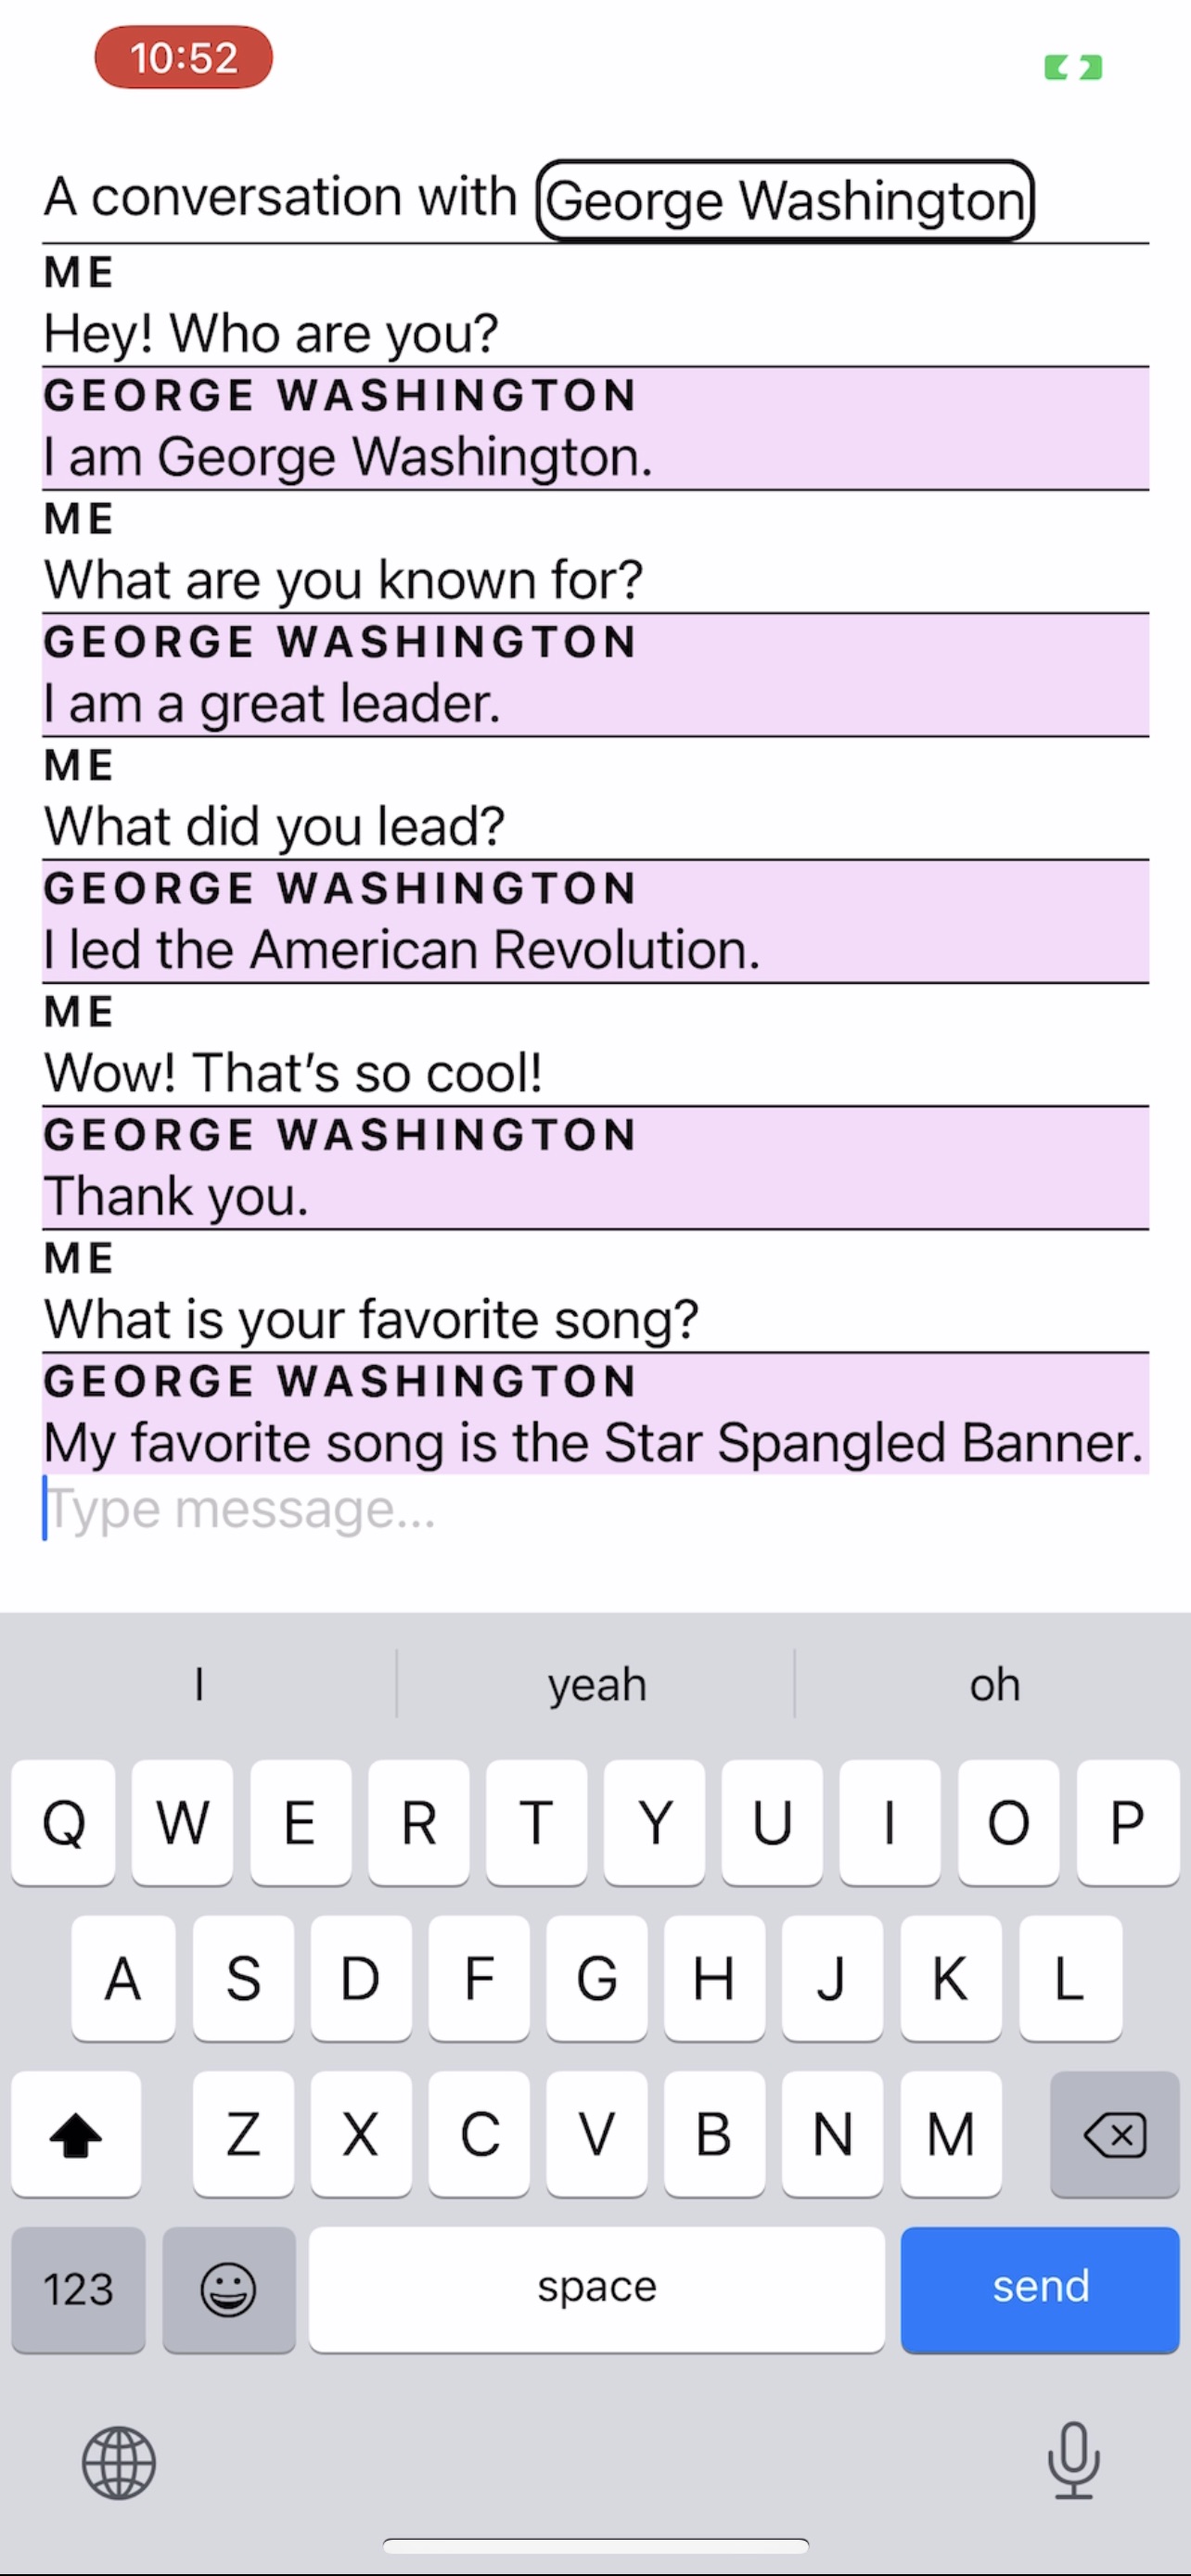 10:52
A conversation with George Washington
ME
Hey! Who are you?
GEORGE WASHINGTON
I am George Washington.
ME
What are you known for?
GEORGE WASHINGTON
I am a great leader.
ME
What did you lead?
GEORGE WASHINGTON
I led the American Revolution.
ME
Wow! That’s so cool!
GEORGE WASHINGTON
Thank you.
ME
What is your favorite song?
GEORGE WASHINGTON
My favorite song is the Star Spangled Banner.
Type message...
I yeah oh
Q W E R T Y U I O P
A S D F G H J K L
Z X C V B N M
123 space send